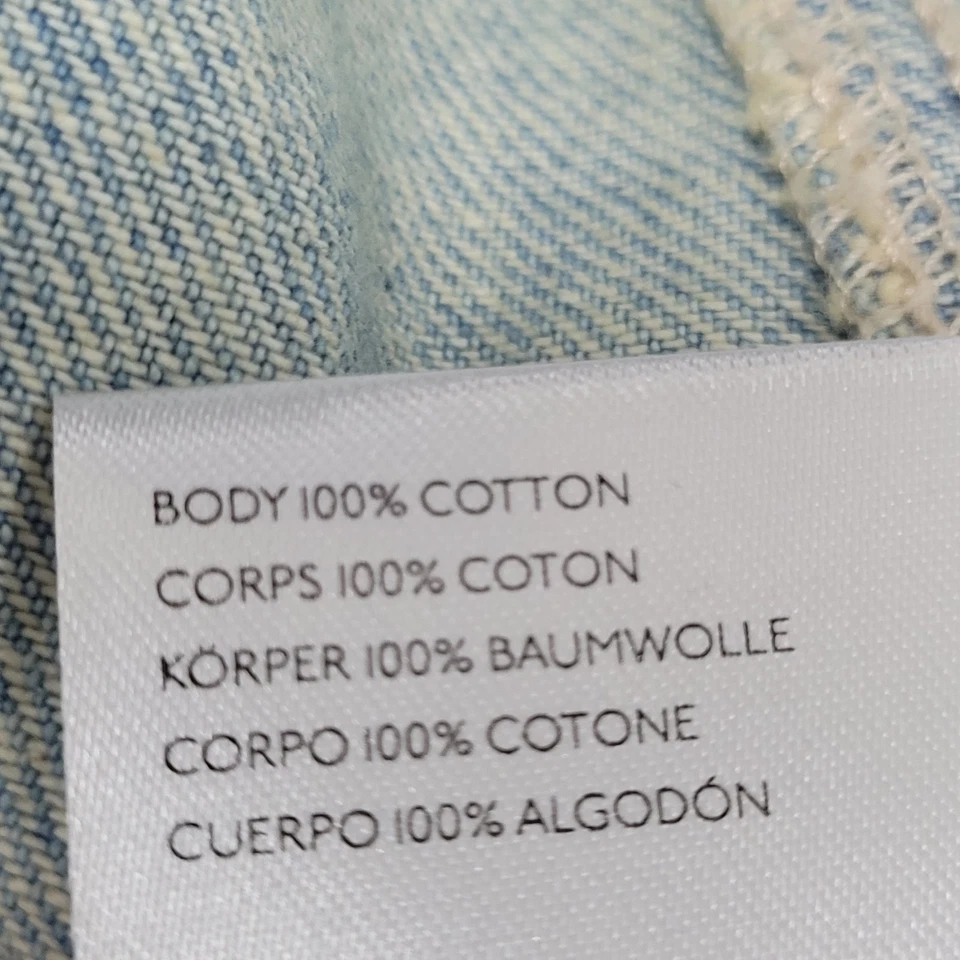 BODY 100% COTTON
CORPS 100% COTON
KÖRPER 100% BAUMWOLLE
CORPO 100% COTONE
CUERPO 100% ALGODÓN